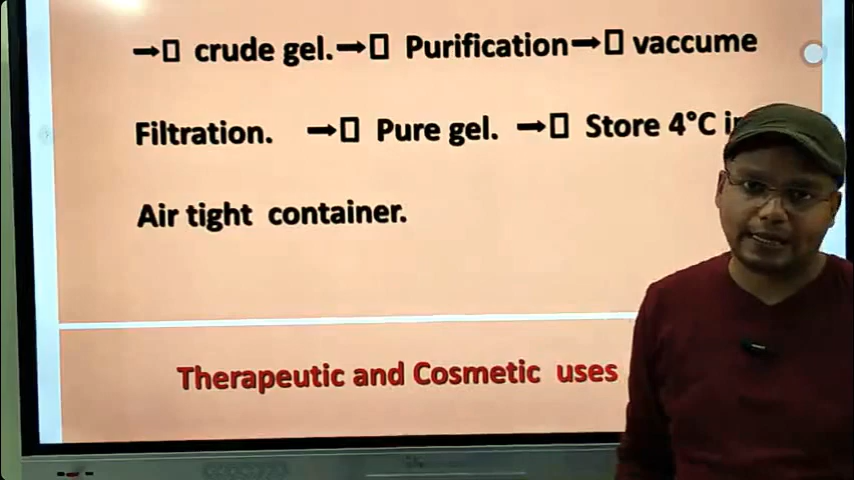 →▯ crude gel.→▯ Purification→▯ vaccume
Filtration. →▯ Pure gel. →▯ Store 4°C
Air tight container.
Therapeutic and Cosmetic uses